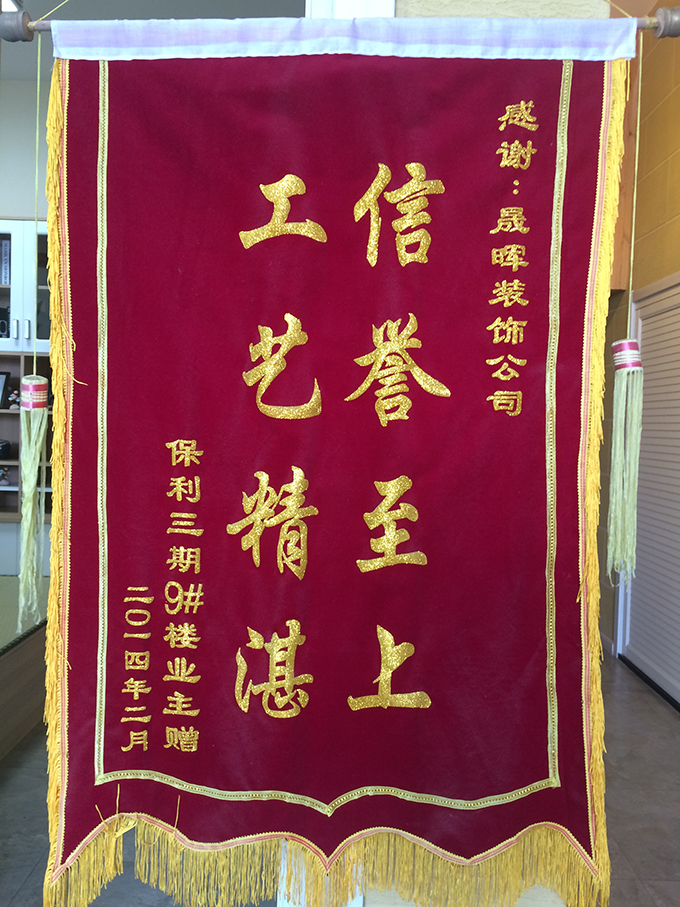 感谢：晟晖装饰公司
信誉至上
工艺精湛
保利三期9#楼业主赠
二〇一四年二月